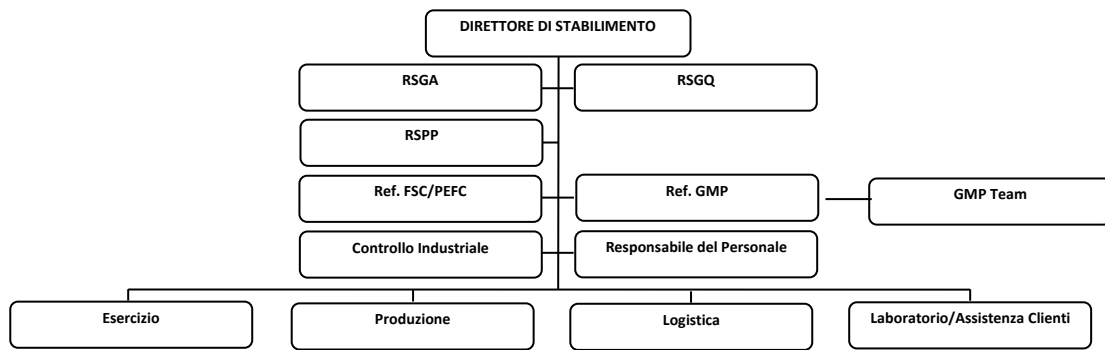 DIRETTORE DI STABILIMENTO
RSGA
RSGQ
RSPP
Ref. FSC/PEFC
Ref. GMP
GMP Team
Controllo Industriale
Responsabile del Personale
Esercizio
Produzione
Logistica
Laboratorio/Assistenza Clienti